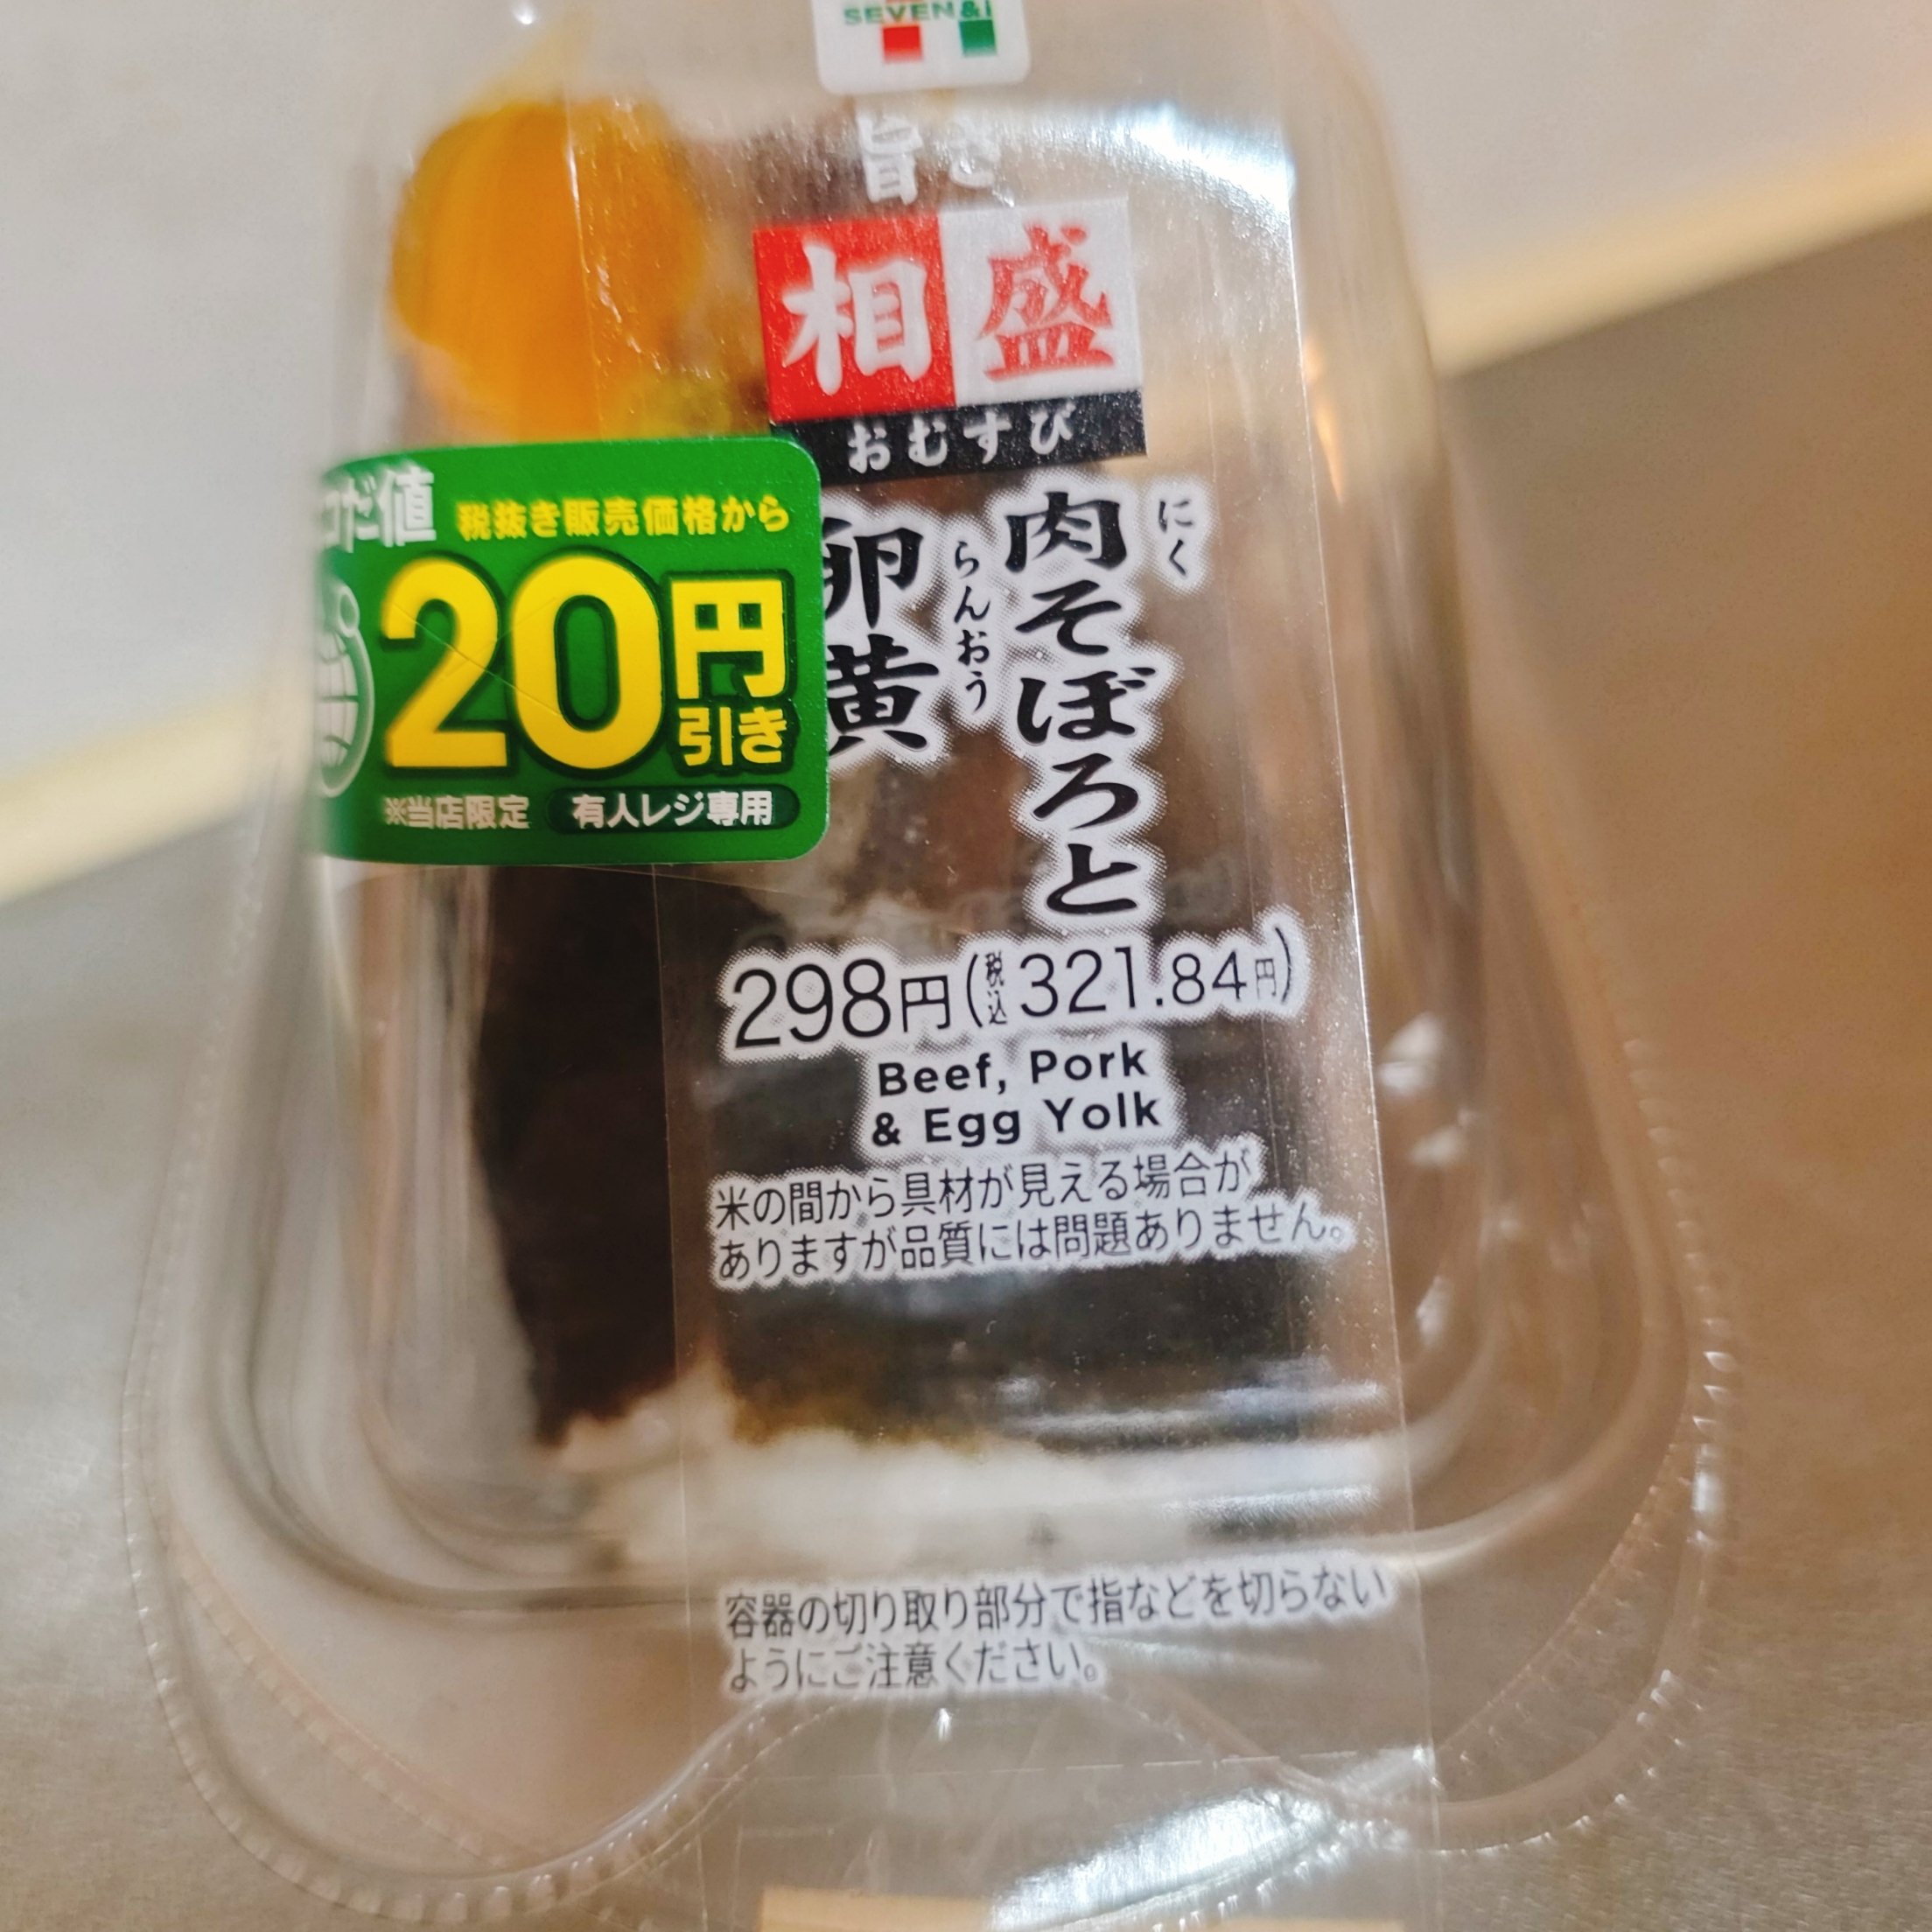 SEVEN&i
旨さ
相盛
おむすび
肉そぼろと
にく
卵黄
らんおう
税抜き販売価格から
20円
引き
※当店限定 有人レジ専用
298円(税込321.84円)
Beef, Pork
& Egg Yolk
米の間から具材が見える場合が
ありますが品質には問題ありません。
容器の切り取り部分で指などを切らない
ようにご注意ください。